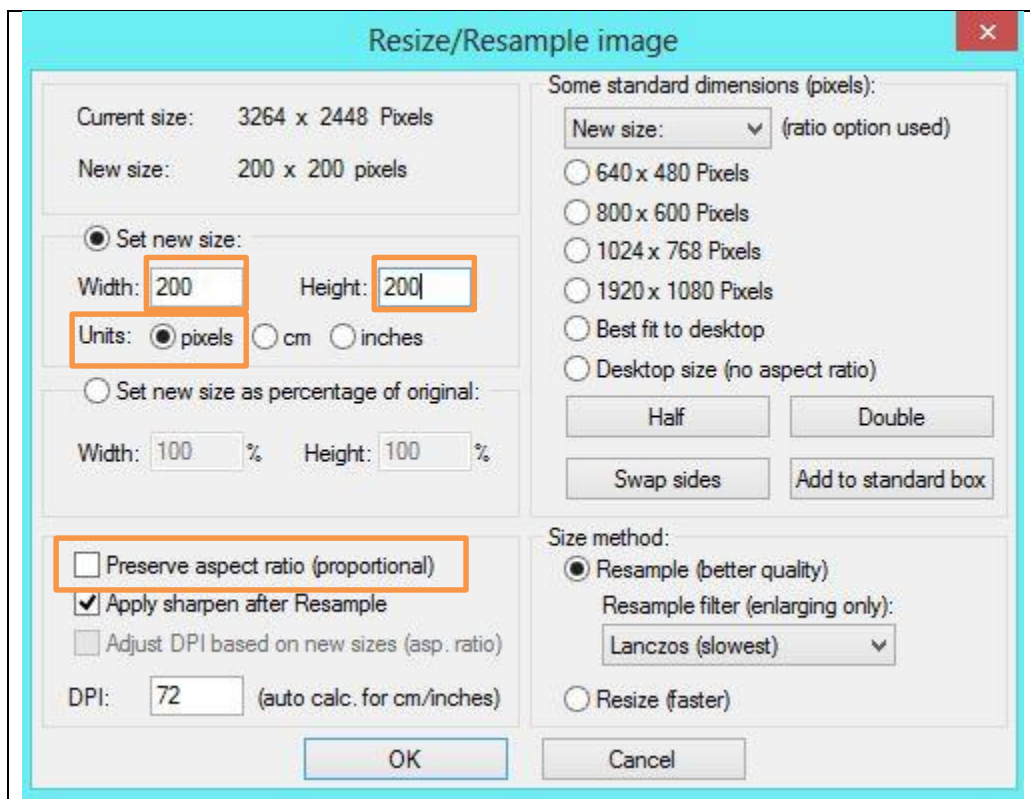 Resize/Resample image
Current size: 3264 x 2448 Pixels
New size: 200 x 200 pixels
Set new size:
Width: 200 Height: 200
Units: pixels cm inches
Set new size as percentage of original:
Width: 100 % Height: 100 %
Preserve aspect ratio (proportional)
Apply sharpen after Resample
Adjust DPI based on new sizes (asp. ratio)
DPI: 72 (auto calc. for cm/inches)
Some standard dimensions (pixels):
New size: (ratio option used)
640 x 480 Pixels
800 x 600 Pixels
1024 x 768 Pixels
1920 x 1080 Pixels
Best fit to desktop
Desktop size (no aspect ratio)
Half Double
Swap sides Add to standard box
Size method:
Resample (better quality)
Resample filter (enlarging only):
Lanczos (slowest)
Resize (faster)
OK Cancel